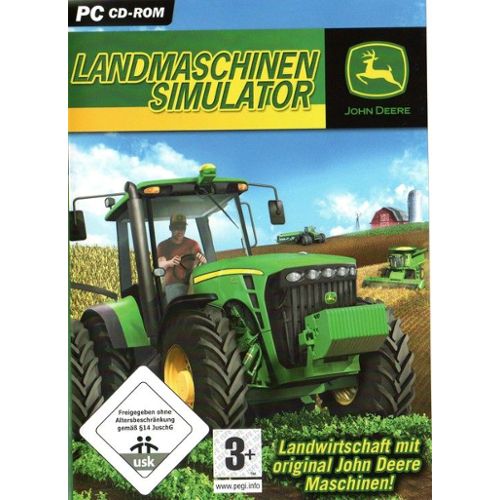 PC CD-ROM
LANDMASCHINEN
SIMULATOR
JOHN DEERE
Freigegeben ohne
Altersbeschränkung
gemäß §14 JuschG
usk
3+
www.pegi.info
Landwirtschaft mit
original John Deere
Maschinen!